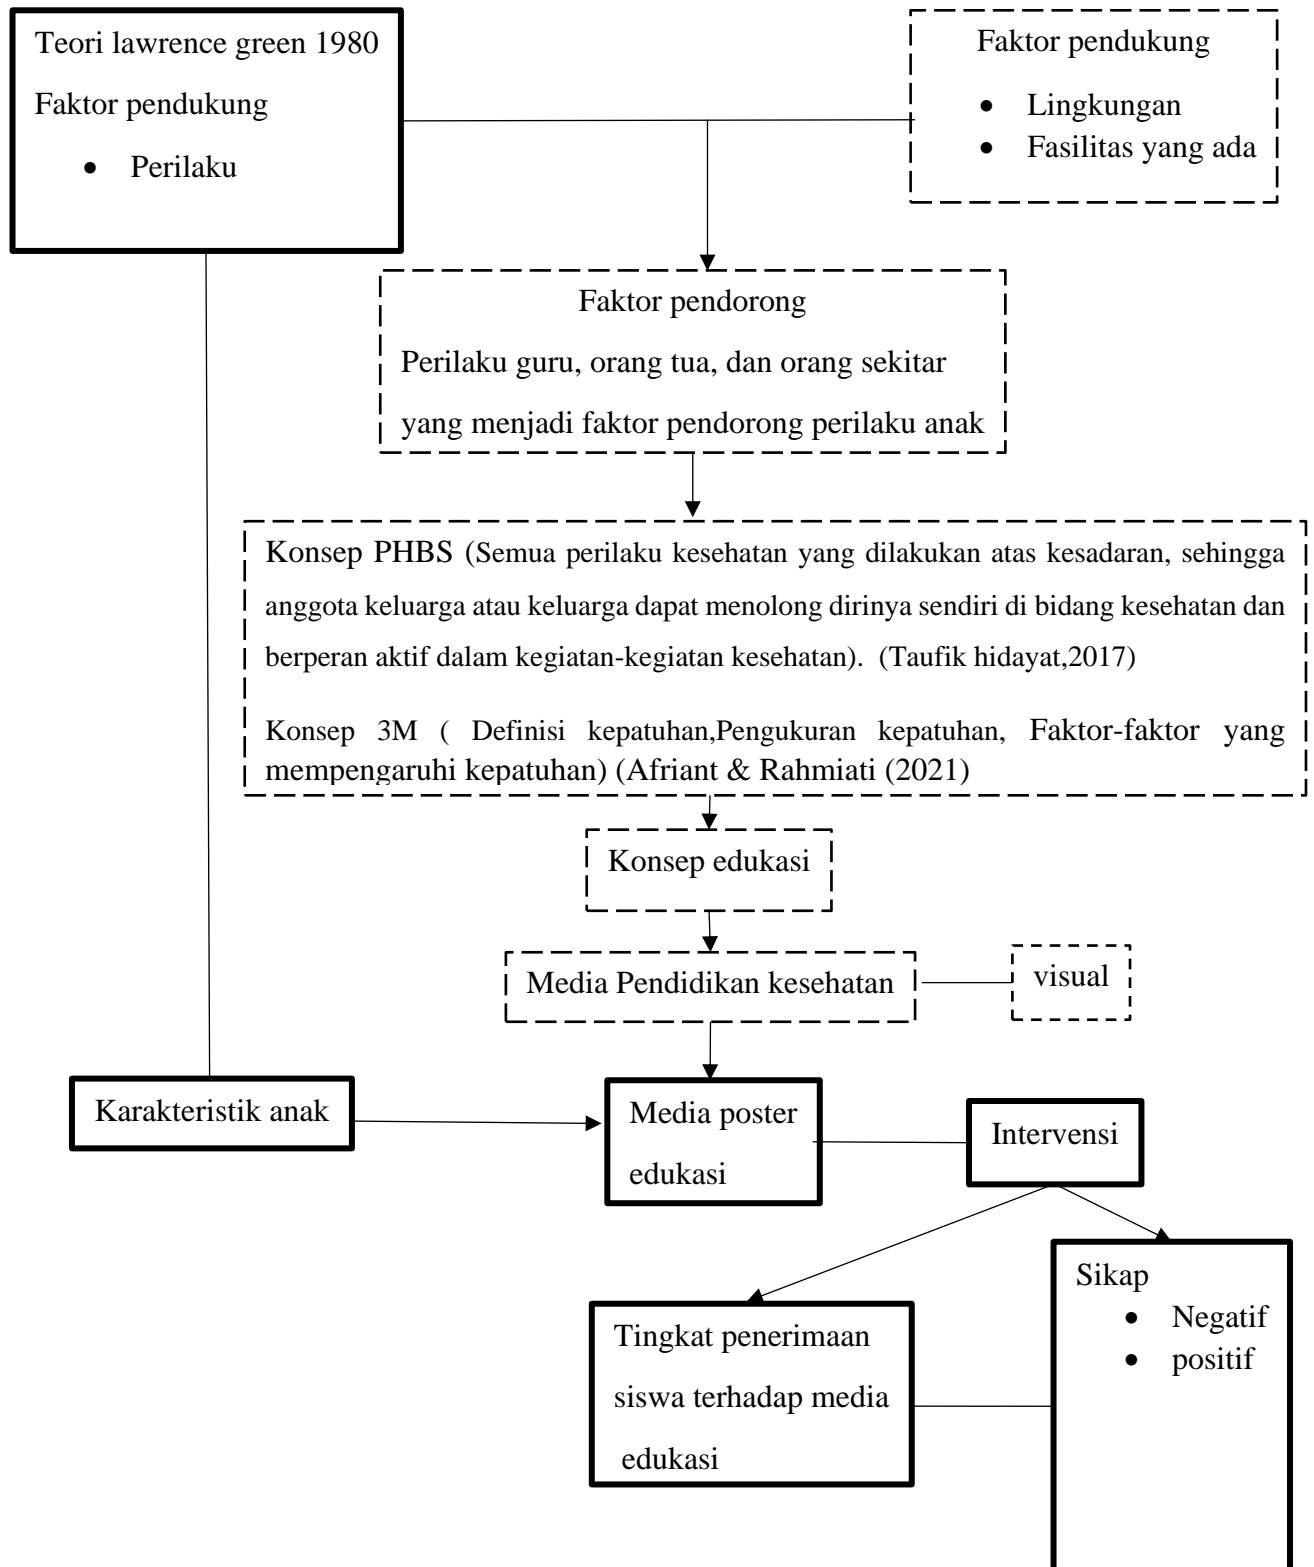 Teori lawrence green 1980
Faktor pendukung
• Perilaku
Faktor pendukung
• Lingkungan
• Fasilitas yang ada
Faktor pendorong
Perilaku guru, orang tua, dan orang sekitar
yang menjadi faktor pendorong perilaku anak
Konsep PHBS (Semua perilaku kesehatan yang dilakukan atas kesadaran, sehingga
anggota keluarga atau keluarga dapat menolong dirinya sendiri di bidang kesehatan dan
berperan aktif dalam kegiatan-kegiatan kesehatan). (Taufik hidayat,2017)
Konsep 3M ( Definisi kepatuhan,Pengukuran kepatuhan, Faktor-faktor yang
mempengaruhi kepatuhan) (Afriant & Rahmiati (2021)
Konsep edukasi
Media Pendidikan kesehatan
visual
Karakteristik anak
Media poster
edukasi
Intervensi
Tingkat penerimaan
siswa terhadap media
edukasi
Sikap
• Negatif
• positif